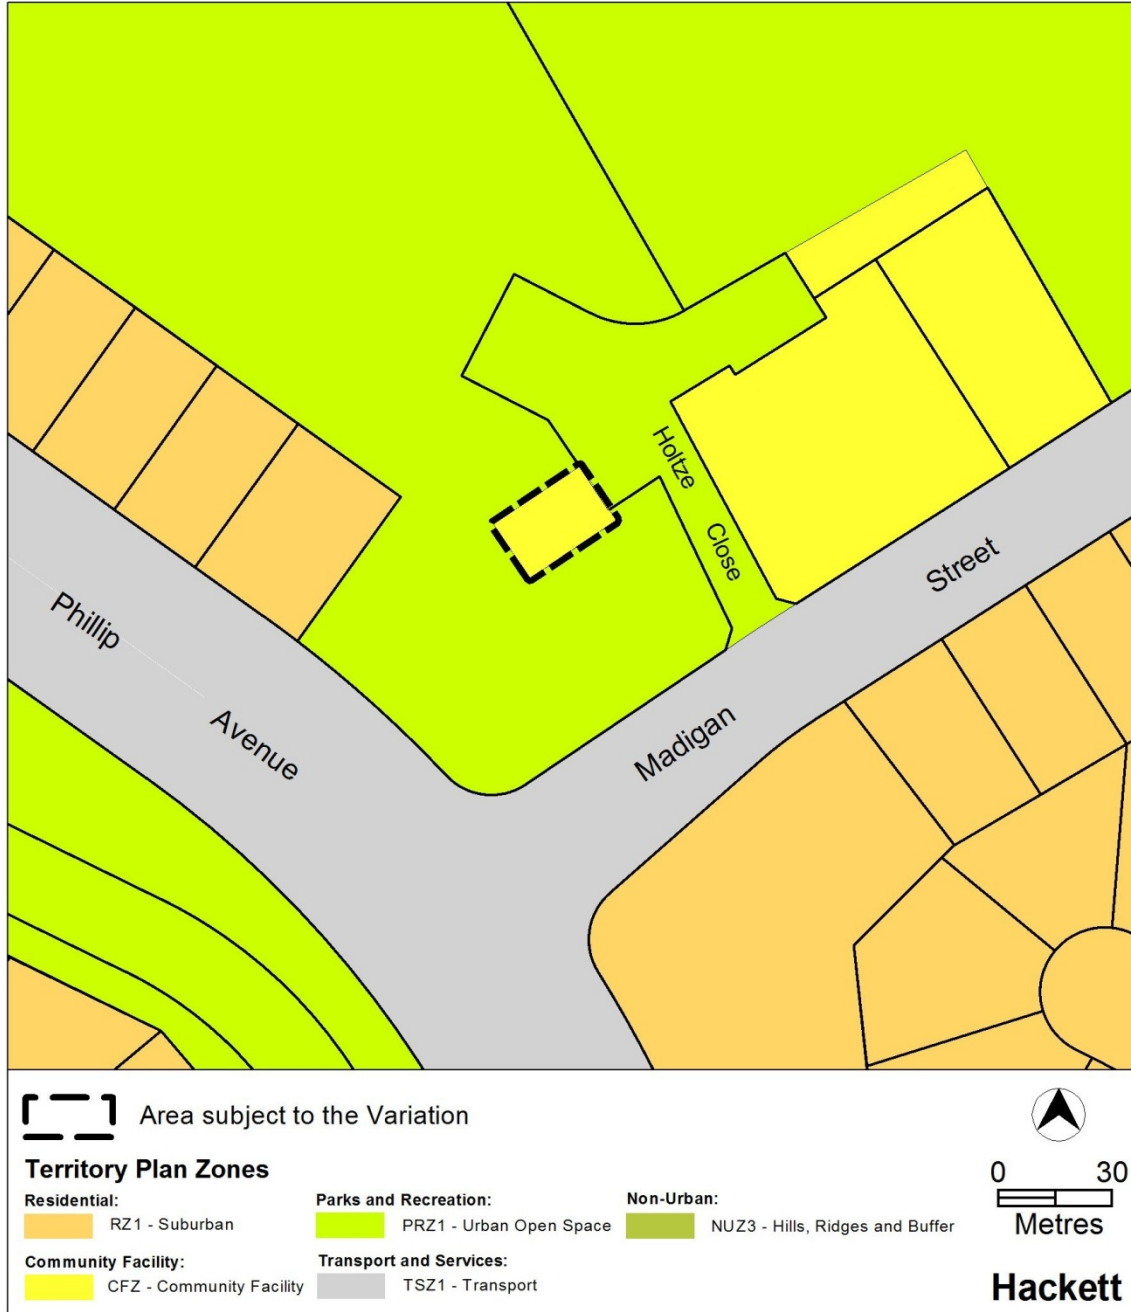 Holtze
Close
Street
Phillip
Avenue
Madigan
Area subject to the Variation
Territory Plan Zones
Residential:
RZ1 - Suburban
Parks and Recreation:
PRZ1 - Urban Open Space
Non-Urban:
NUZ3 - Hills, Ridges and Buffer
Community Facility:
CFZ - Community Facility
Transport and Services:
TSZ1 - Transport
0 30
Metres
Hackett